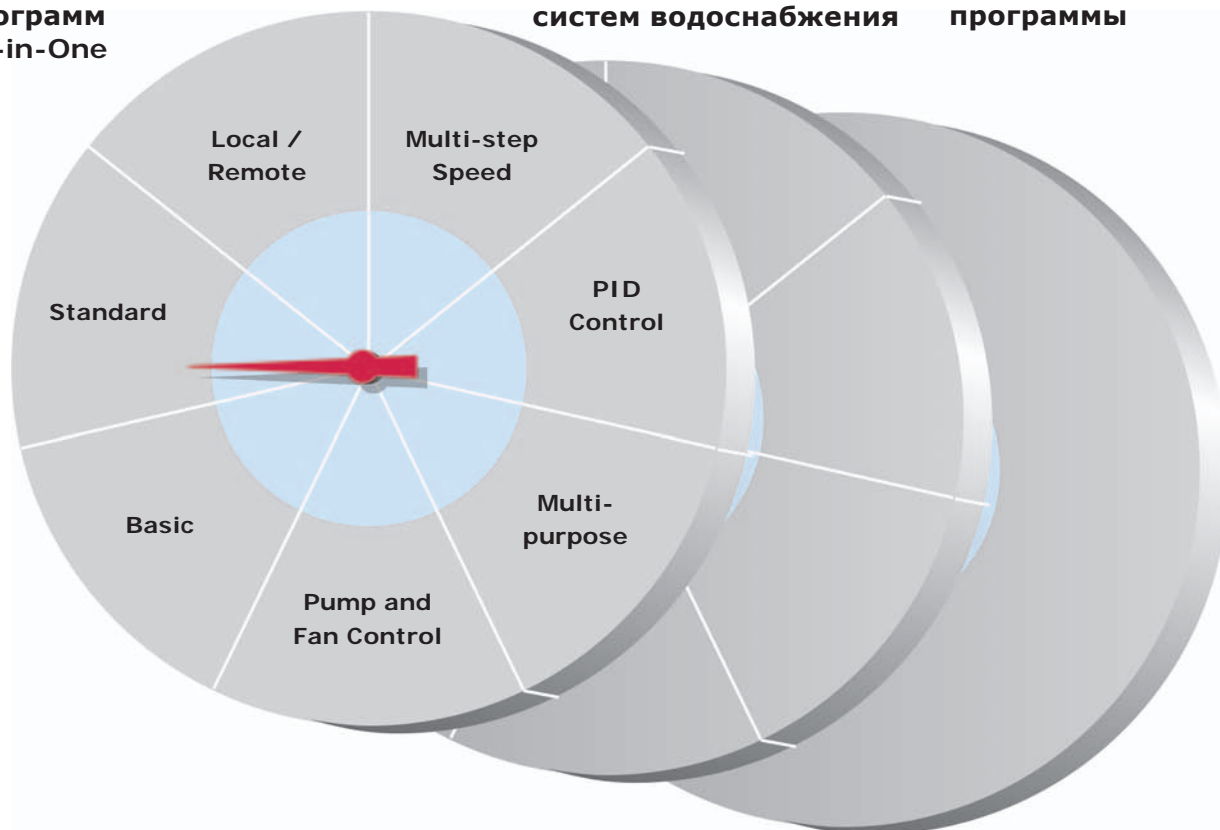 ограмм
-in-One
систем водоснабжения
программы
Local /
Remote
Multi-step
Speed
Standard
PID
Control
Basic
Multi-
purpose
Pump and
Fan Control